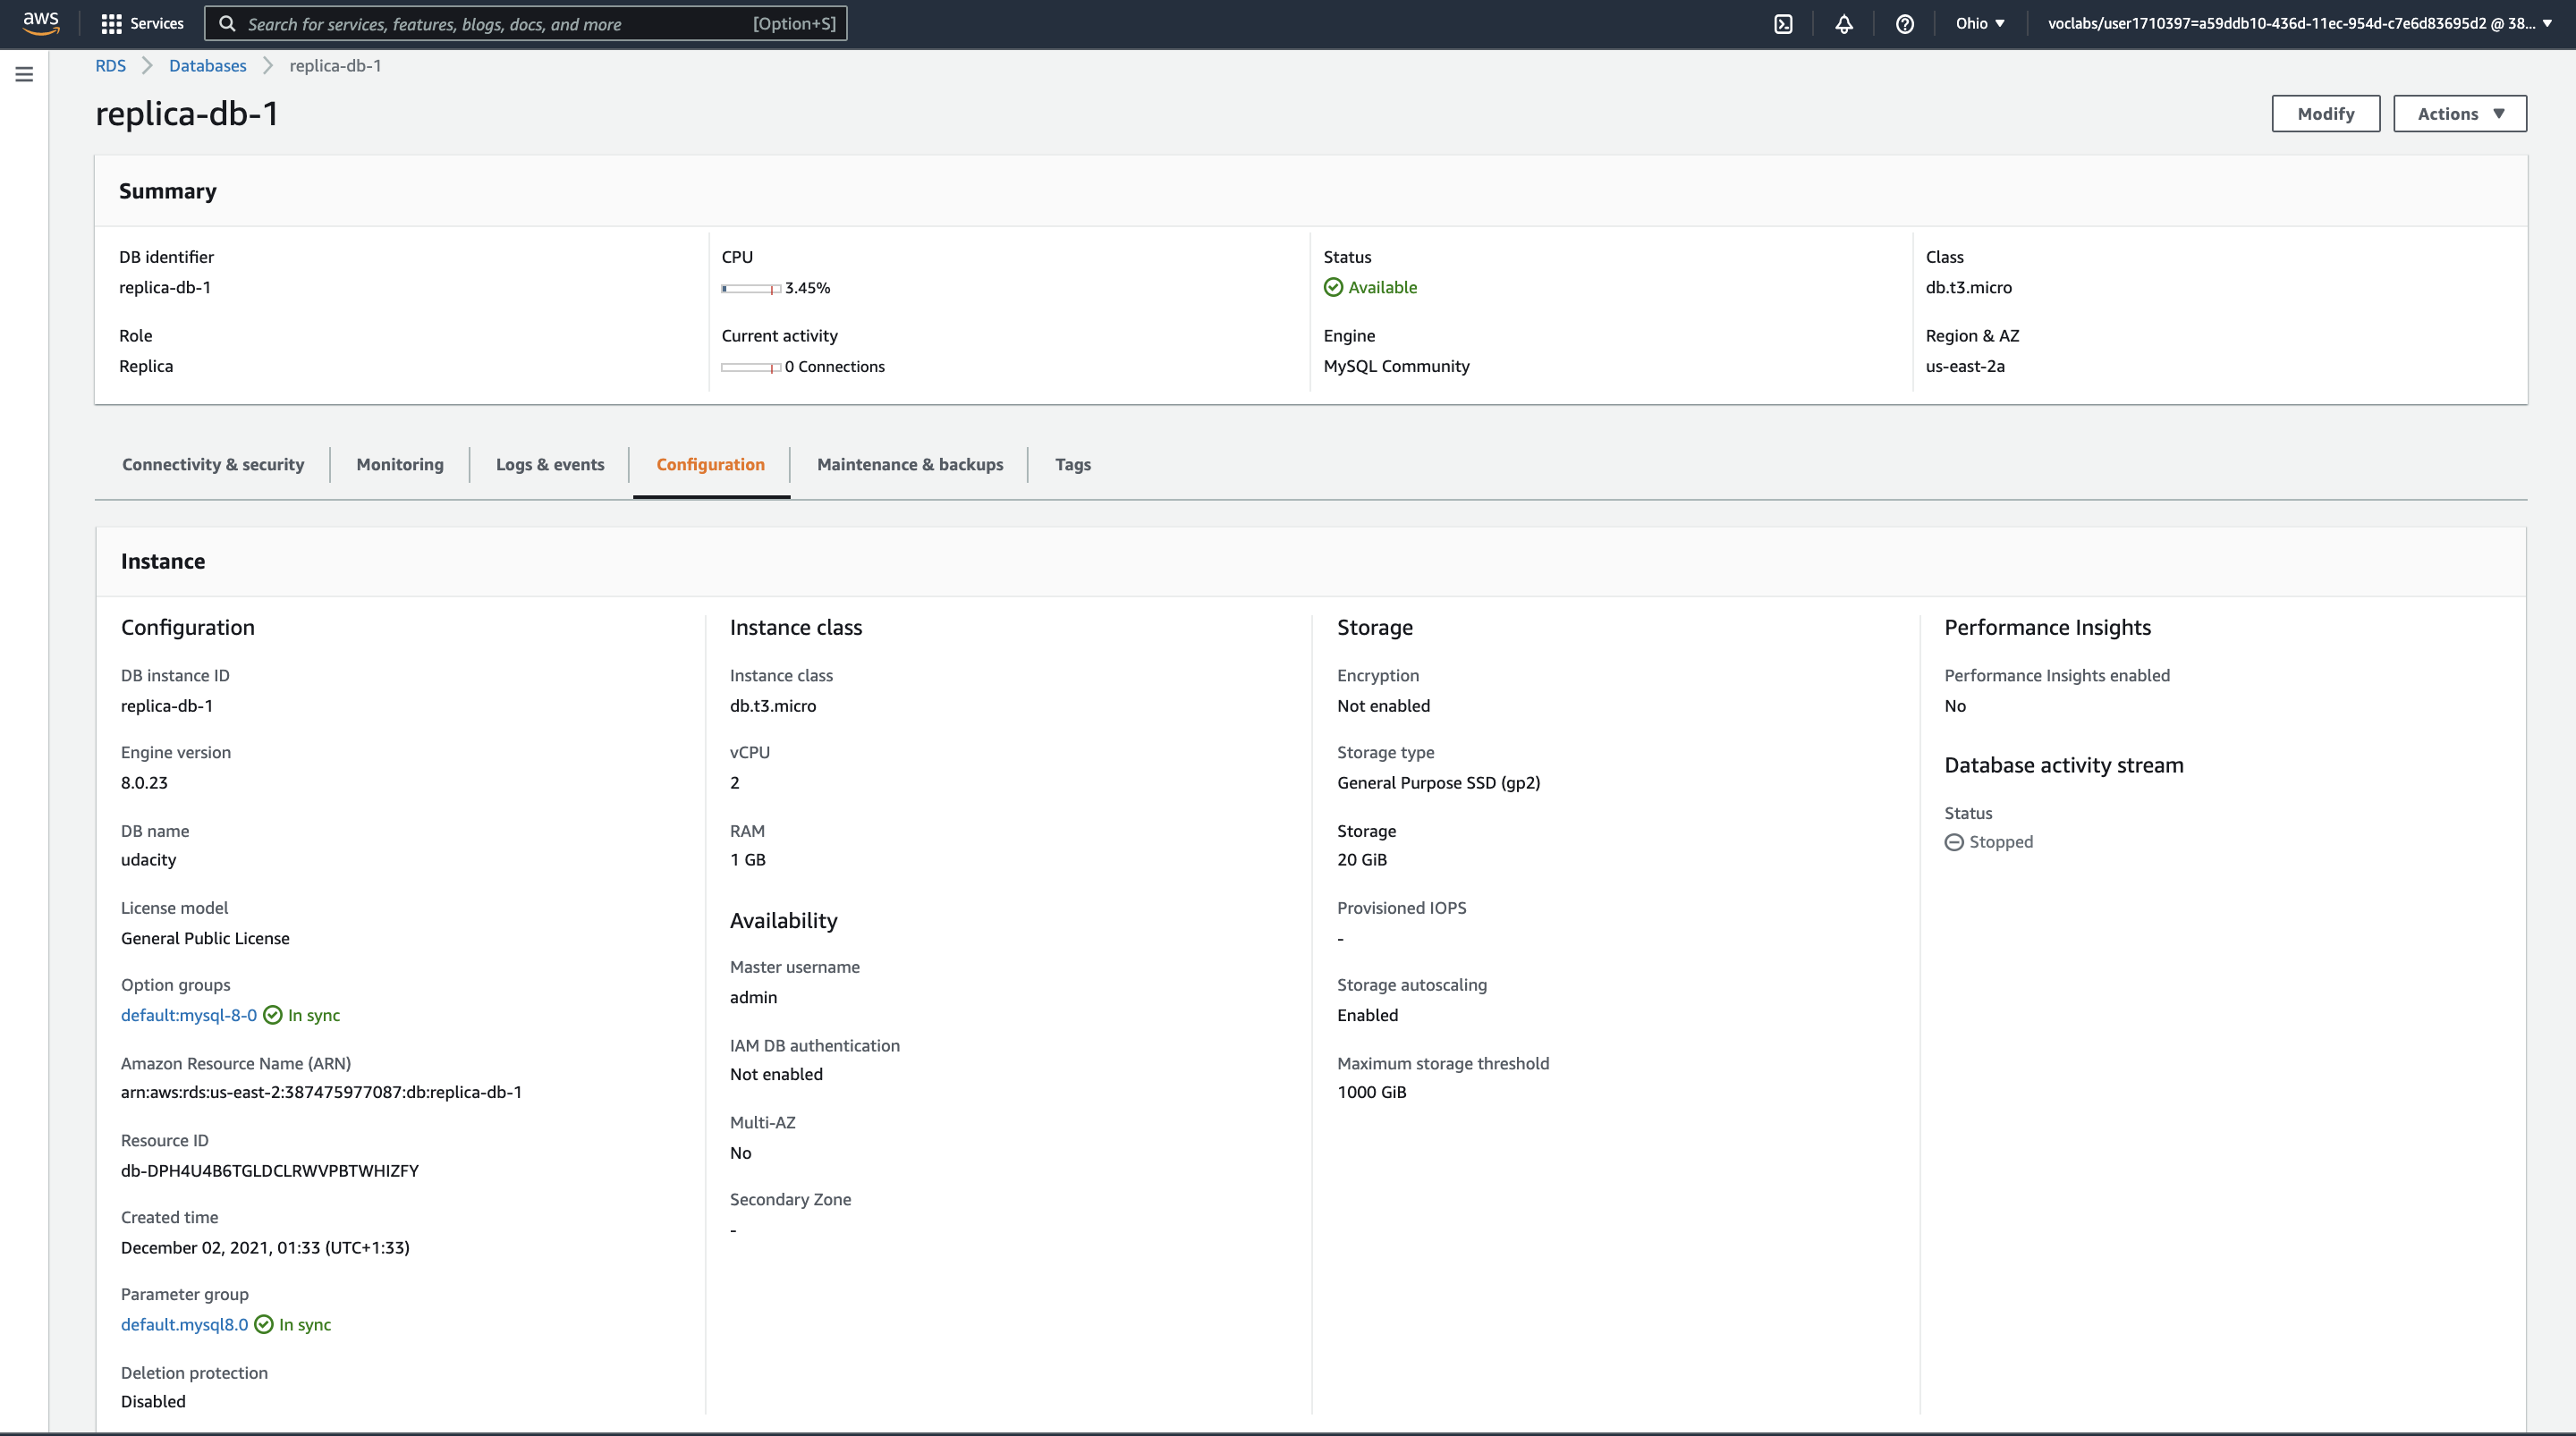 aws
Services
Search for services, features, blogs, docs, and more
[Option+S]
Ohio
voclabs/user1710397=a59ddb10-436d-11ec-954d-c7e6d83695d2 @ 38...
RDS
Databases
replica-db-1
replica-db-1
Modify
Actions
Summary
DB identifier
replica-db-1
Role
Replica
CPU
3.45%
Current activity
0 Connections
Status
Available
Engine
MySQL Community
Class
db.t3.micro
Region & AZ
us-east-2a
Connectivity & security
Monitoring
Logs & events
Configuration
Maintenance & backups
Tags
Instance
Configuration
DB instance ID
replica-db-1
Engine version
8.0.23
DB name
udacity
License model
General Public License
Option groups
default:mysql-8-0 In sync
Amazon Resource Name (ARN)
arn:aws:rds:us-east-2:387475977087:db:replica-db-1
Resource ID
db-DPH4U4B6TGLDCLRWVPBTWHIZFY
Created time
December 02, 2021, 01:33 (UTC+1:33)
Parameter group
default.mysql8.0 In sync
Deletion protection
Disabled
Instance class
Instance class
db.t3.micro
vCPU
2
RAM
1 GB
Availability
Master username
admin
IAM DB authentication
Not enabled
Multi-AZ
No
Secondary Zone
-
Storage
Encryption
Not enabled
Storage type
General Purpose SSD (gp2)
Storage
20 GiB
Provisioned IOPS
-
Storage autoscaling
Enabled
Maximum storage threshold
1000 GiB
Performance Insights
Performance Insights enabled
No
Database activity stream
Status
Stopped